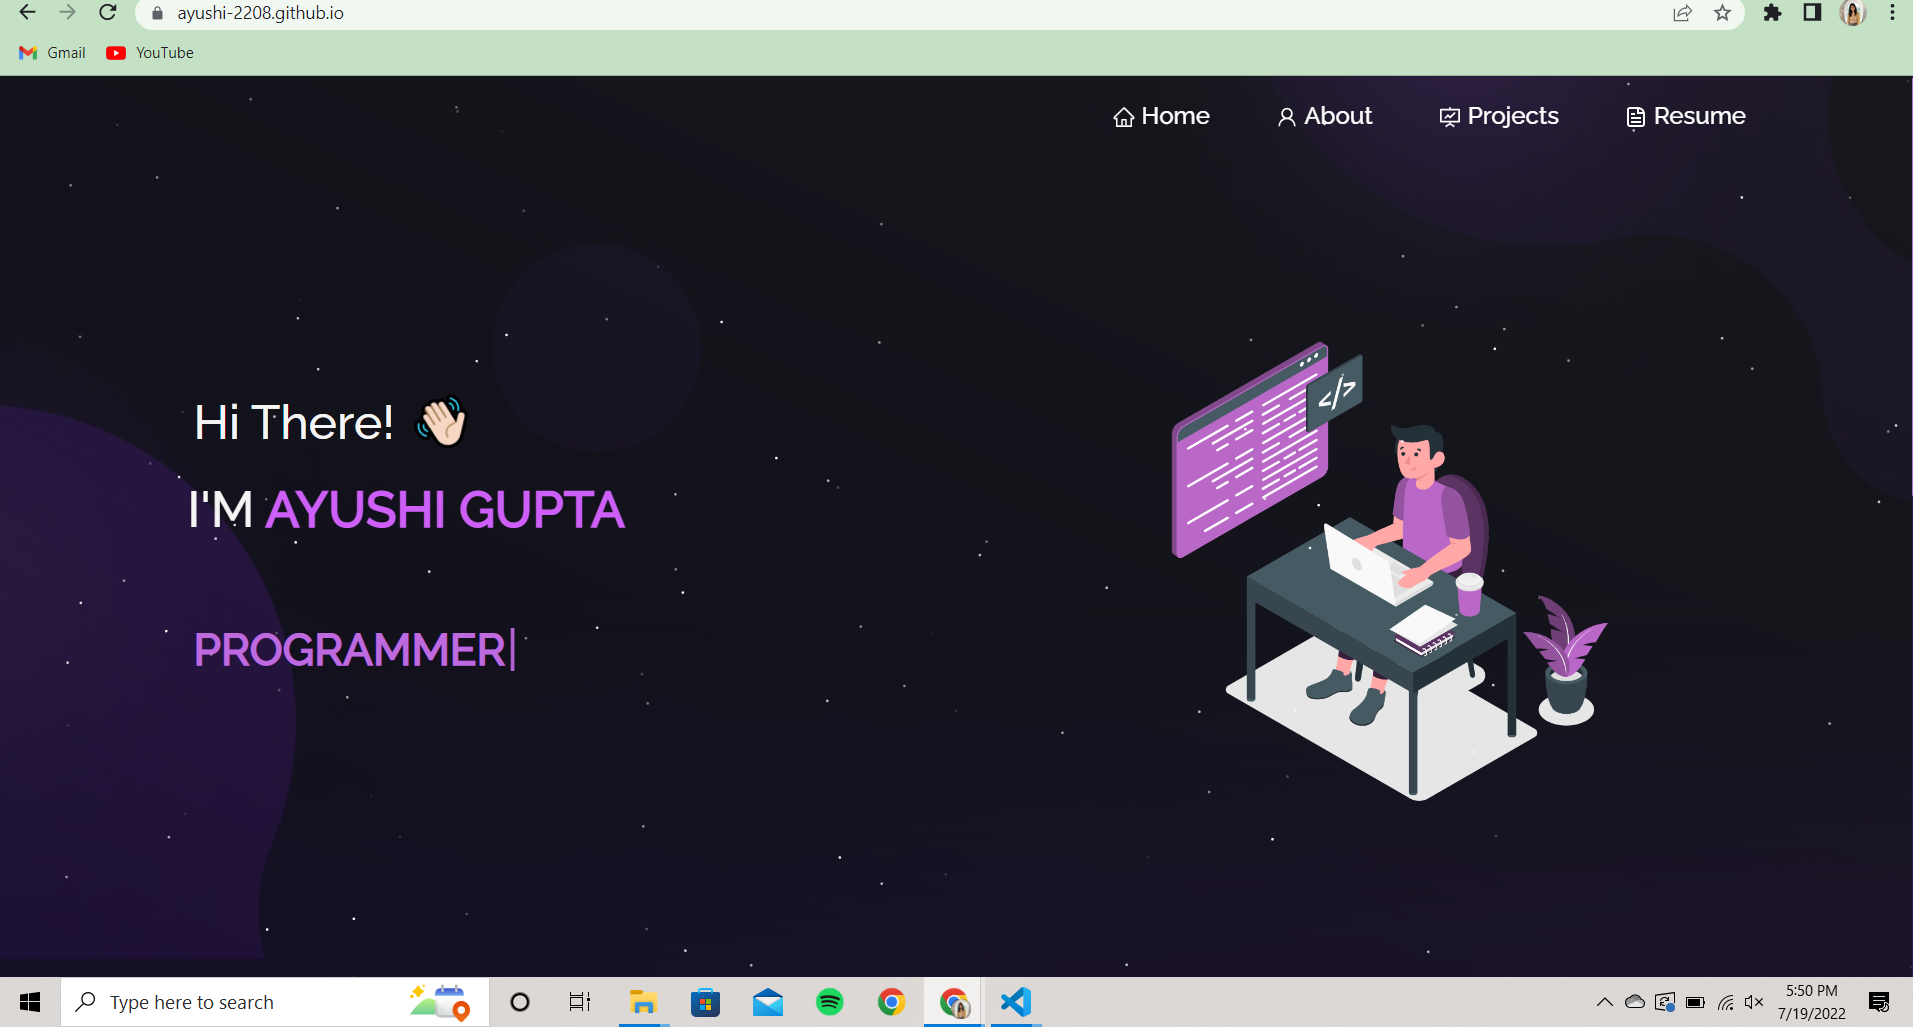 ayushi-2208.github.io
Gmail YouTube
Home About Projects Resume
Hi There! 👋🏻
I'M AYUSHI GUPTA
PROGRAMMER|
</>
Type here to search
5:50 PM
7/19/2022